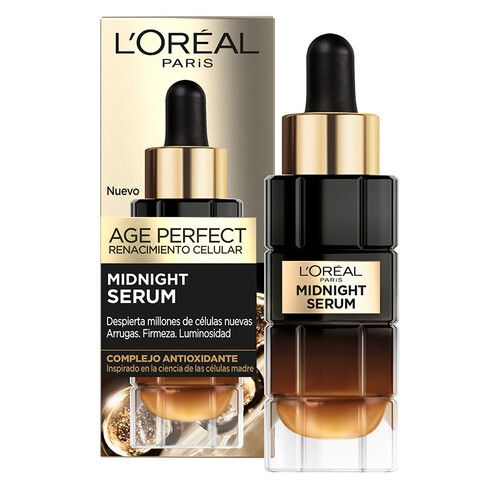 L'ORÉAL
PARIS
Nuevo
AGE PERFECT
RENACIMIENTO CELULAR
MIDNIGHT
SERUM
Despierta millones de células nuevas
Arrugas. Firmeza. Luminosidad
COMPLEJO ANTIOXIDANTE
Inspirado en la ciencia de las células madre
L'ORÉAL
PARIS
MIDNIGHT
SERUM